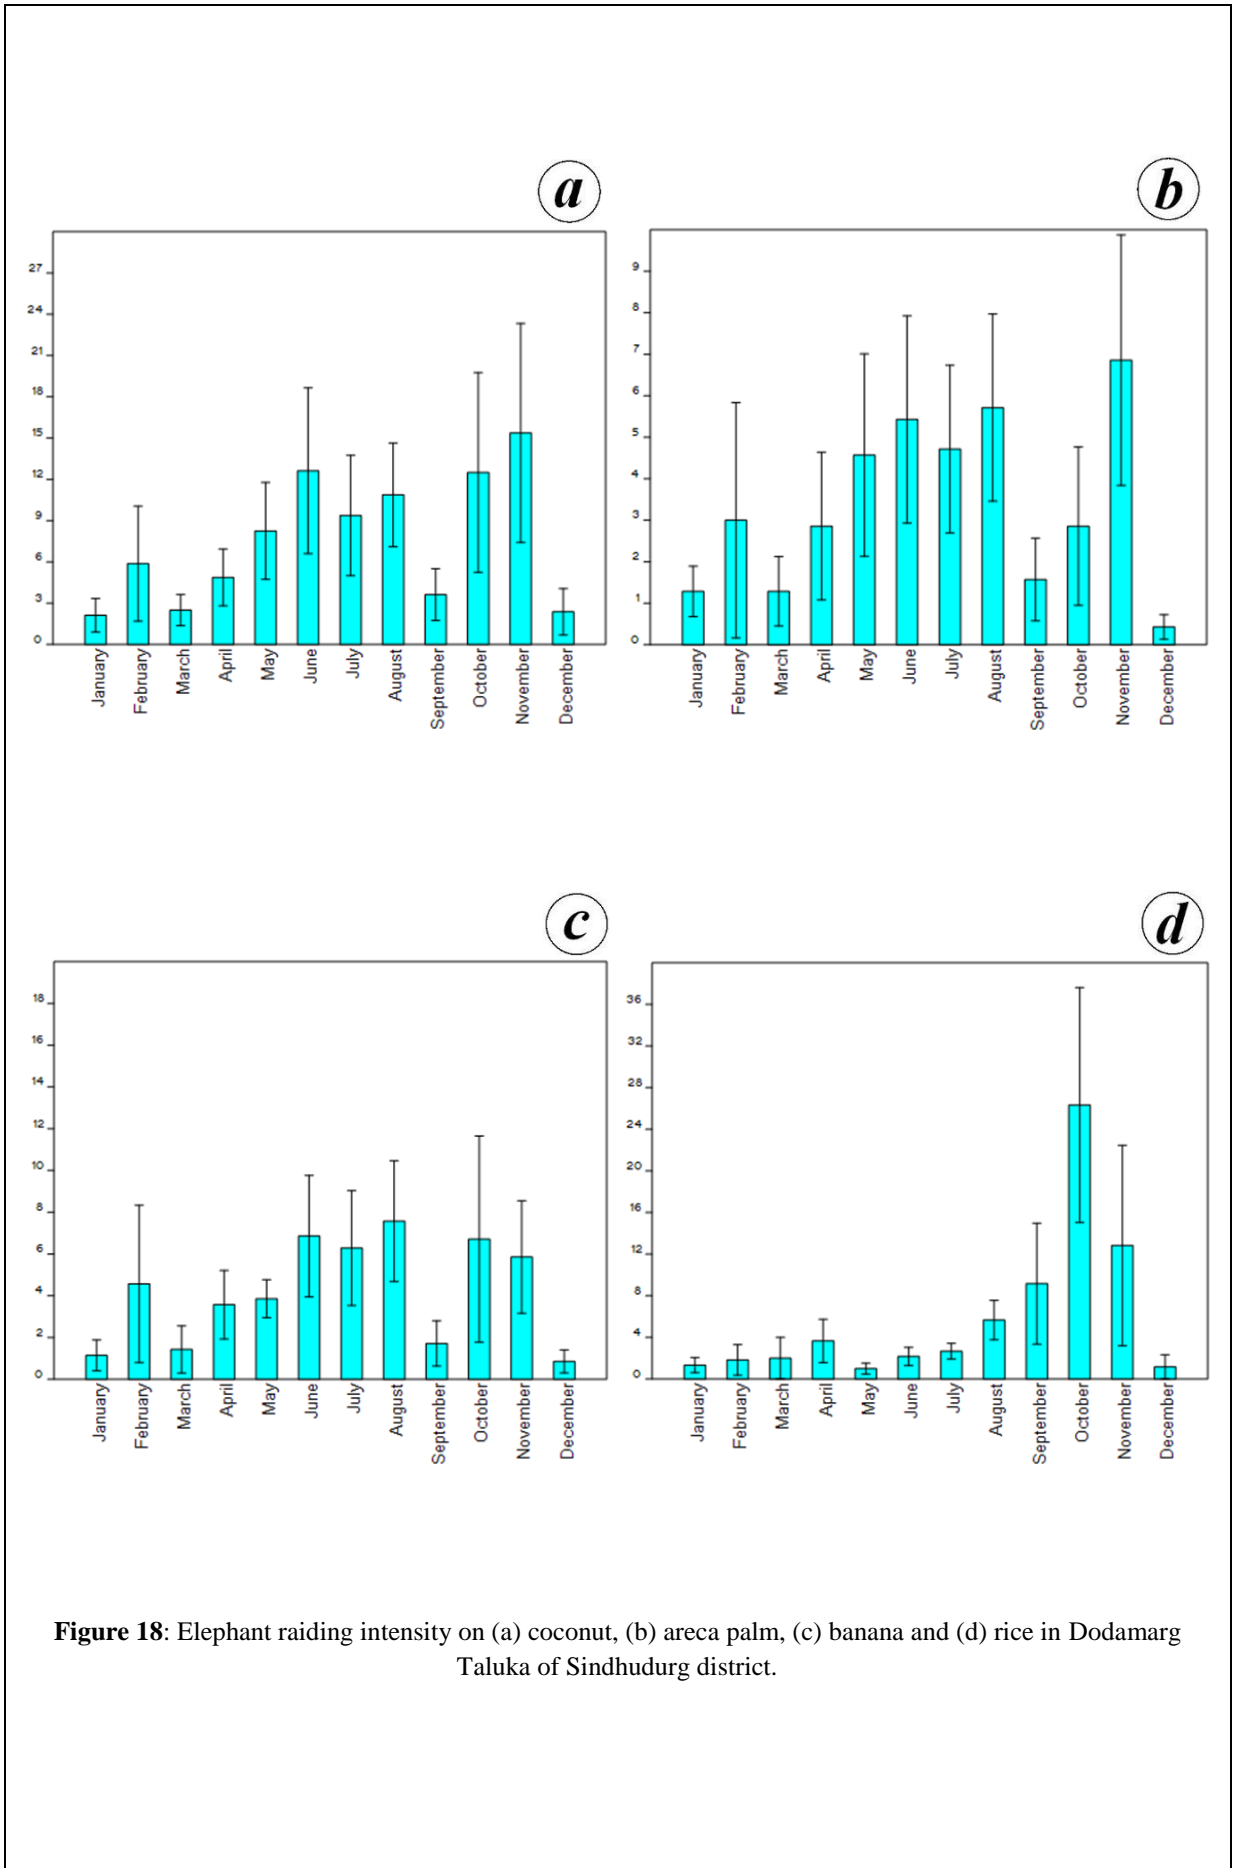 a
27
24
21
18
15
12
9
6
3
0
January
February
March
April
May
June
July
August
September
October
November
December
b
9
8
7
6
5
4
3
2
1
0
January
February
March
April
May
June
July
August
September
October
November
December
c
18
16
14
12
10
8
6
4
2
0
January
February
March
April
May
June
July
August
September
October
November
December
d
36
32
28
24
20
16
12
8
4
0
January
February
March
April
May
June
July
August
September
October
November
December
Figure 18: Elephant raiding intensity on (a) coconut, (b) areca palm, (c) banana and (d) rice in Dodamarg
Taluka of Sindhudurg district.